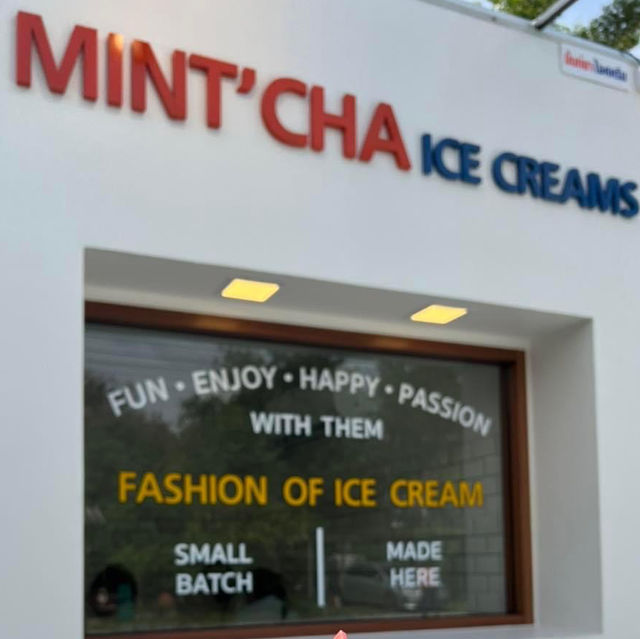 MINT'CHA ICE CREAMS
FUN • ENJOY • HAPPY • PASSION
WITH THEM
FASHION OF ICE CREAM
SMALL BATCH | MADE HERE